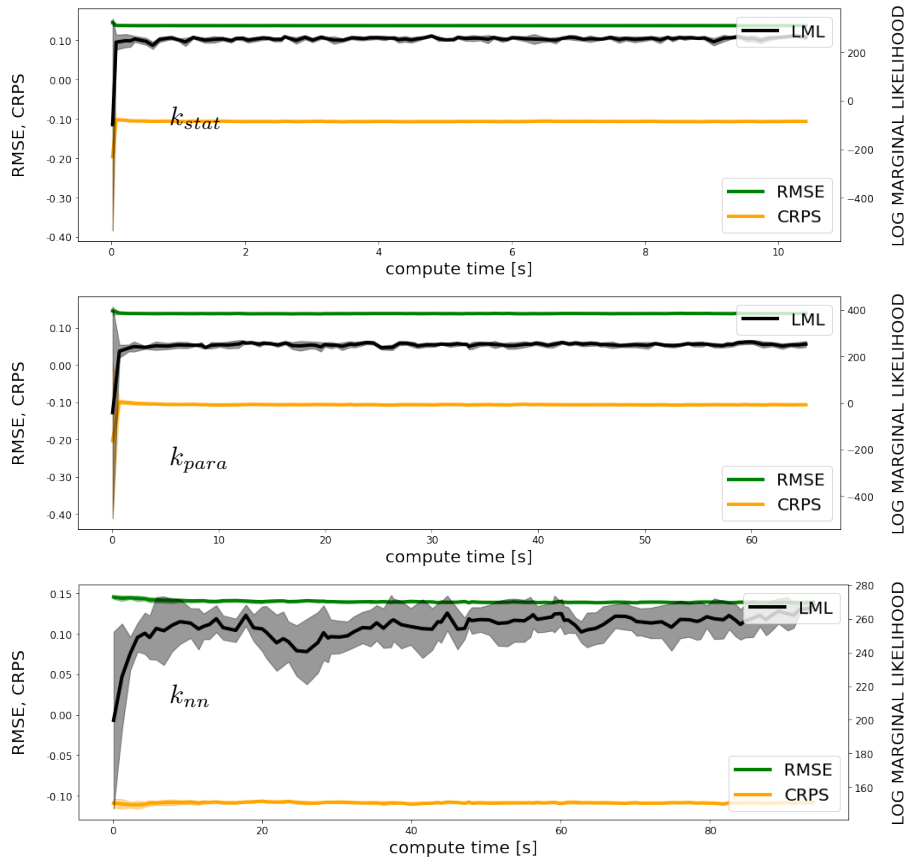 0.10
0.00
-0.10
-0.20
-0.30
-0.40
RMSE, CRPS
k_stat
LML
RMSE
CRPS
200
0
-200
-400
LOG MARGINAL LIKELIHOOD
0 2 4 6 8 10
compute time [s]
0.10
0.00
-0.10
-0.20
-0.30
-0.40
RMSE, CRPS
k_para
LML
RMSE
CRPS
400
200
0
-200
-400
LOG MARGINAL LIKELIHOOD
0 10 20 30 40 50 60
compute time [s]
0.15
0.10
0.05
0.00
-0.05
-0.10
RMSE, CRPS
k_nn
LML
RMSE
CRPS
280
260
240
220
200
180
160
LOG MARGINAL LIKELIHOOD
0 20 40 60 80
compute time [s]